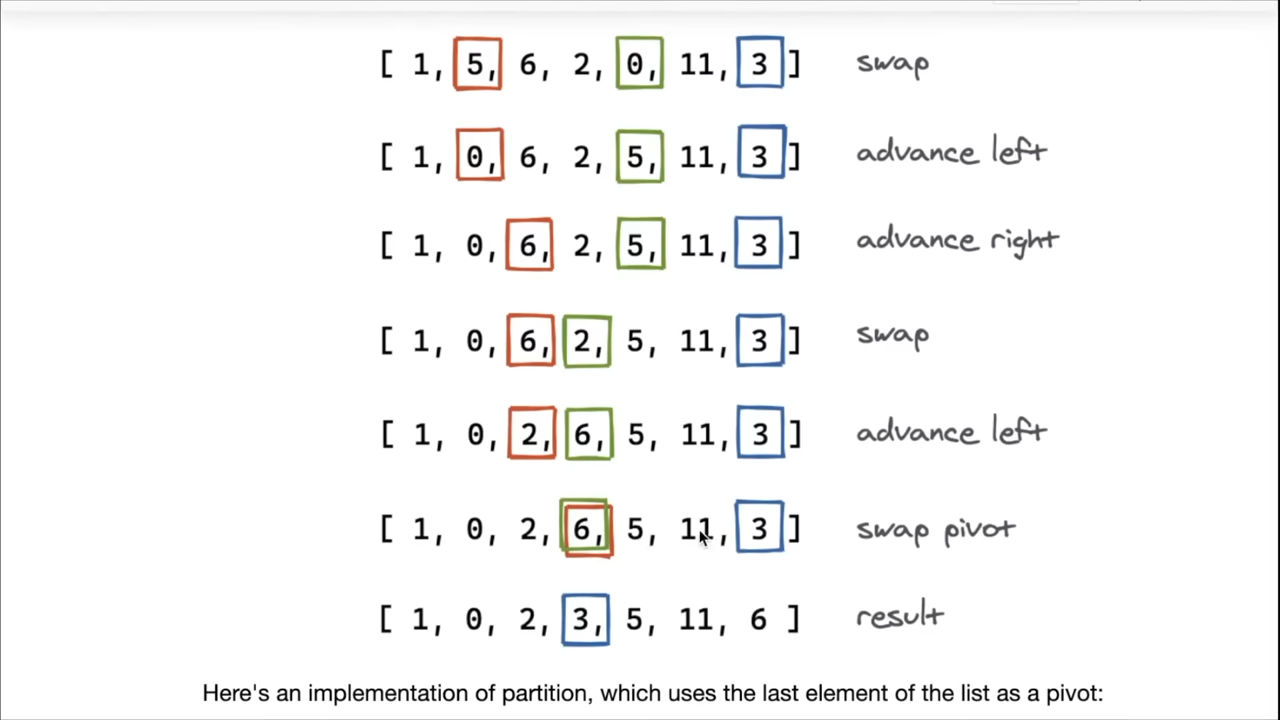 [ 1, 5, 6, 2, 0, 11, 3 ] swap
[ 1, 0, 6, 2, 5, 11, 3 ] advance left
[ 1, 0, 6, 2, 5, 11, 3 ] advance right
[ 1, 0, 6, 2, 5, 11, 3 ] swap
[ 1, 0, 2, 6, 5, 11, 3 ] advance left
[ 1, 0, 2, 6, 5, 11, 3 ] swap pivot
[ 1, 0, 2, 3, 5, 11, 6 ] result
Here's an implementation of partition, which uses the last element of the list as a pivot: